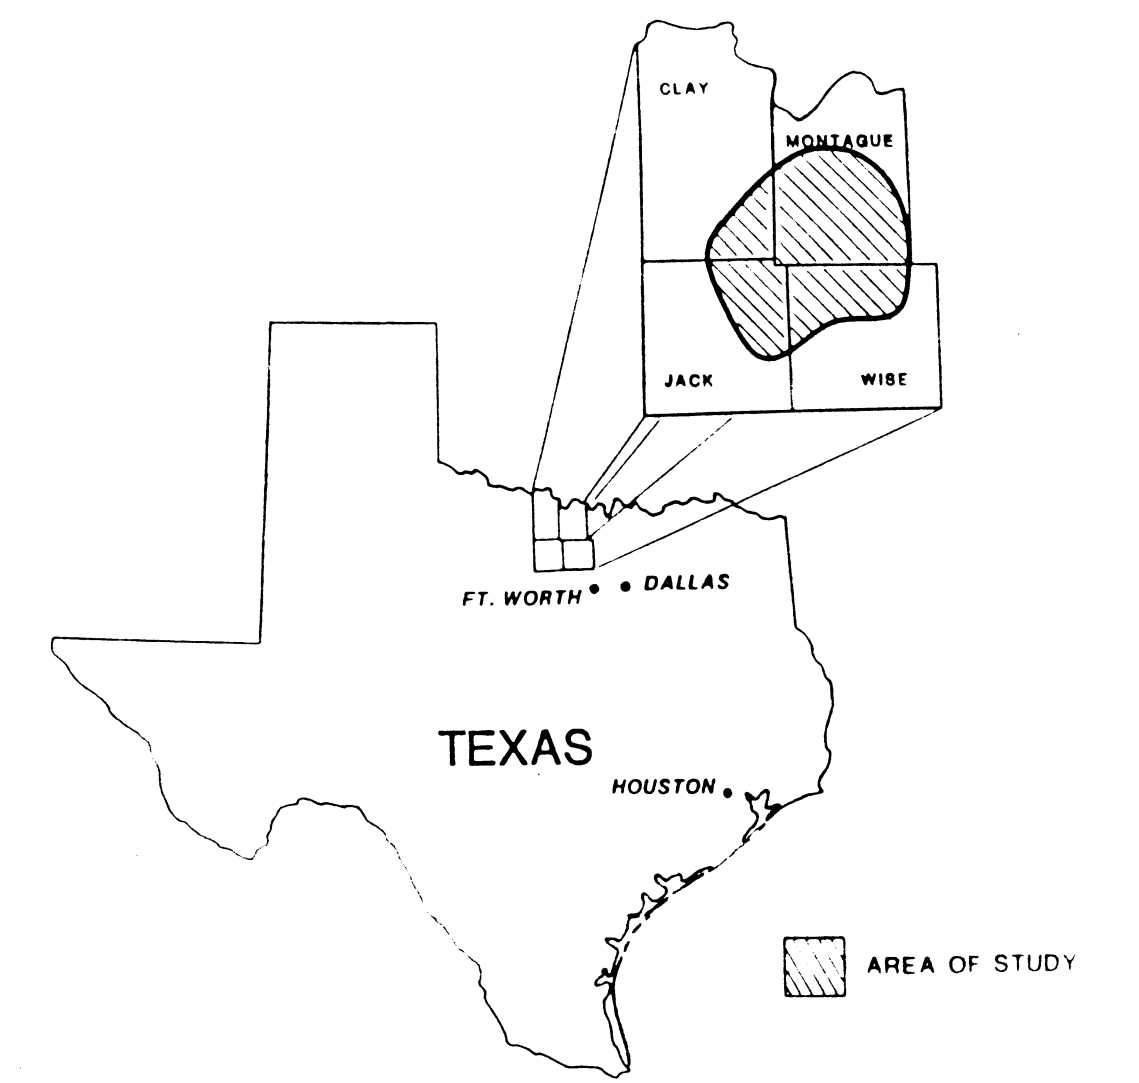 CLAY
MONTAGUE
JACK
WISE
FT. WORTH
DALLAS
TEXAS
HOUSTON
AREA OF STUDY